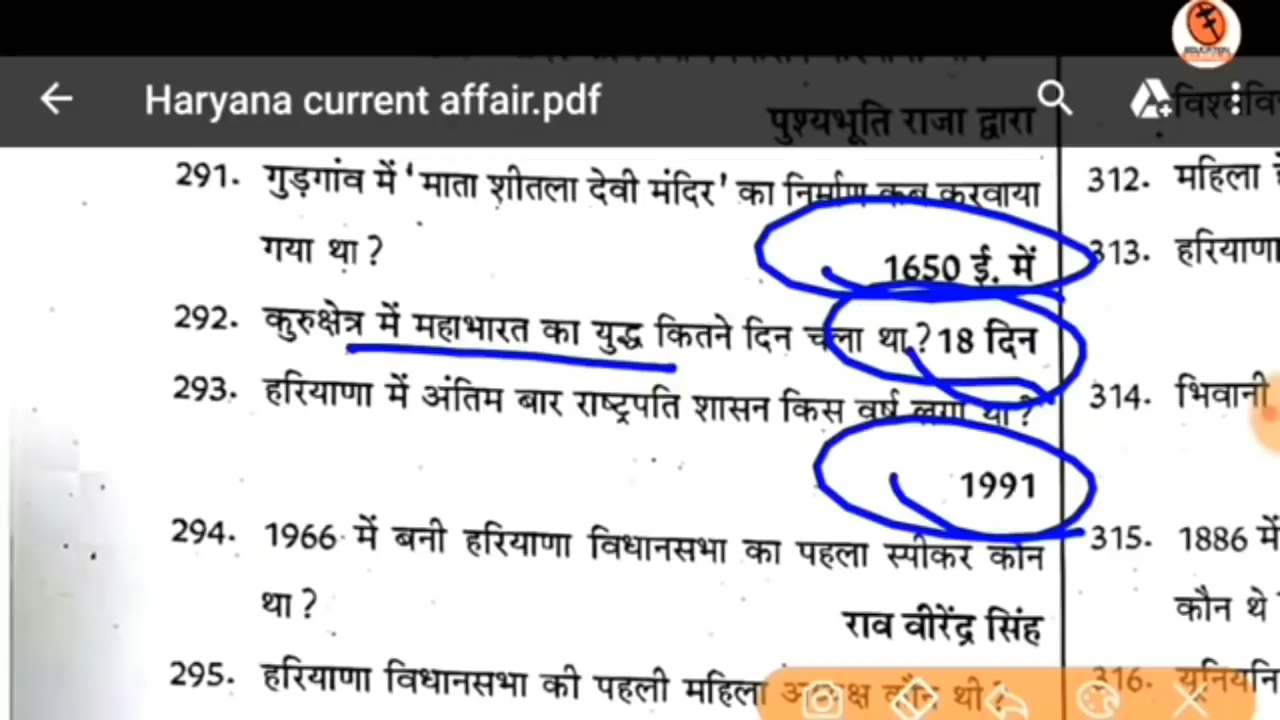 Haryana current affair.pdf
पुश्यभूति राजा द्वारा
291. गुड़गांव में 'माता शीतला देवी मंदिर' का निर्माण कब करवाया
गया था?
1650 ई. में
292. कुरुक्षेत्र में महाभारत का युद्ध कितने दिन चला था? 18 दिन
293. हरियाणा में अंतिम बार राष्ट्रपति शासन किस वर्ष लगा था?
1991
294. 1966 में बनी हरियाणा विधानसभा का पहला स्पीकर कौन
था?
राव वीरेंद्र सिंह
295. हरियाणा विधानसभा की पहली महिला अध्यक्ष कौन थी?
312. महिला
313. हरियाणा
314. भिवानी
315. 1886 में
कौन थे
316.